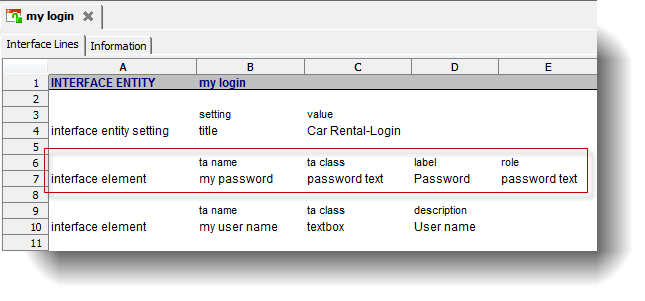 my login
Interface Lines Information
A B C D E
1 INTERFACE ENTITY my login
2
3 setting value
4 interface entity setting title Car Rental-Login
5
6 ta name ta class label role
7 interface element my password password text Password password text
8
9 ta name ta class description
10 interface element my user name textbox User name
11